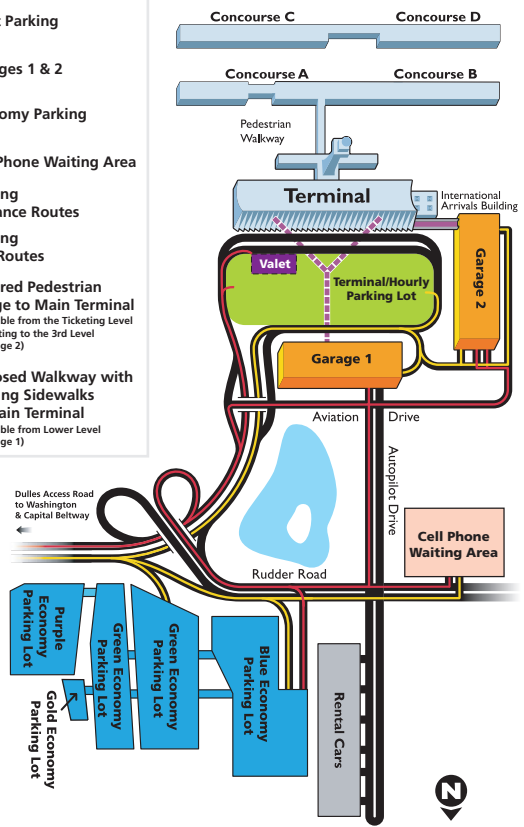 t Parking
ges 1 & 2
omy Parking
Phone Waiting Area
ing
ance Routes
ing
Routes
red Pedestrian
ge to Main Terminal
ble from the Ticketing Level
ting to the 3rd Level
ge 2)
osed Walkway with
ng Sidewalks
ain Terminal
ble from Lower Level
ge 1)
Concourse C
Concourse D
Concourse A
Concourse B
Pedestrian
Walkway
Terminal
International
Arrivals Building
Valet
Terminal/Hourly
Parking Lot
Garage 2
Garage 1
Aviation Drive
Autopilot Drive
Dulles Access Road
to Washington
& Capital Beltway
Cell Phone
Waiting Area
Rudder Road
Purple
Economy
Parking Lot
Green Economy
Parking Lot
Green Economy
Parking Lot
Blue Economy
Parking Lot
Gold Economy
Parking Lot
Rental Cars
N